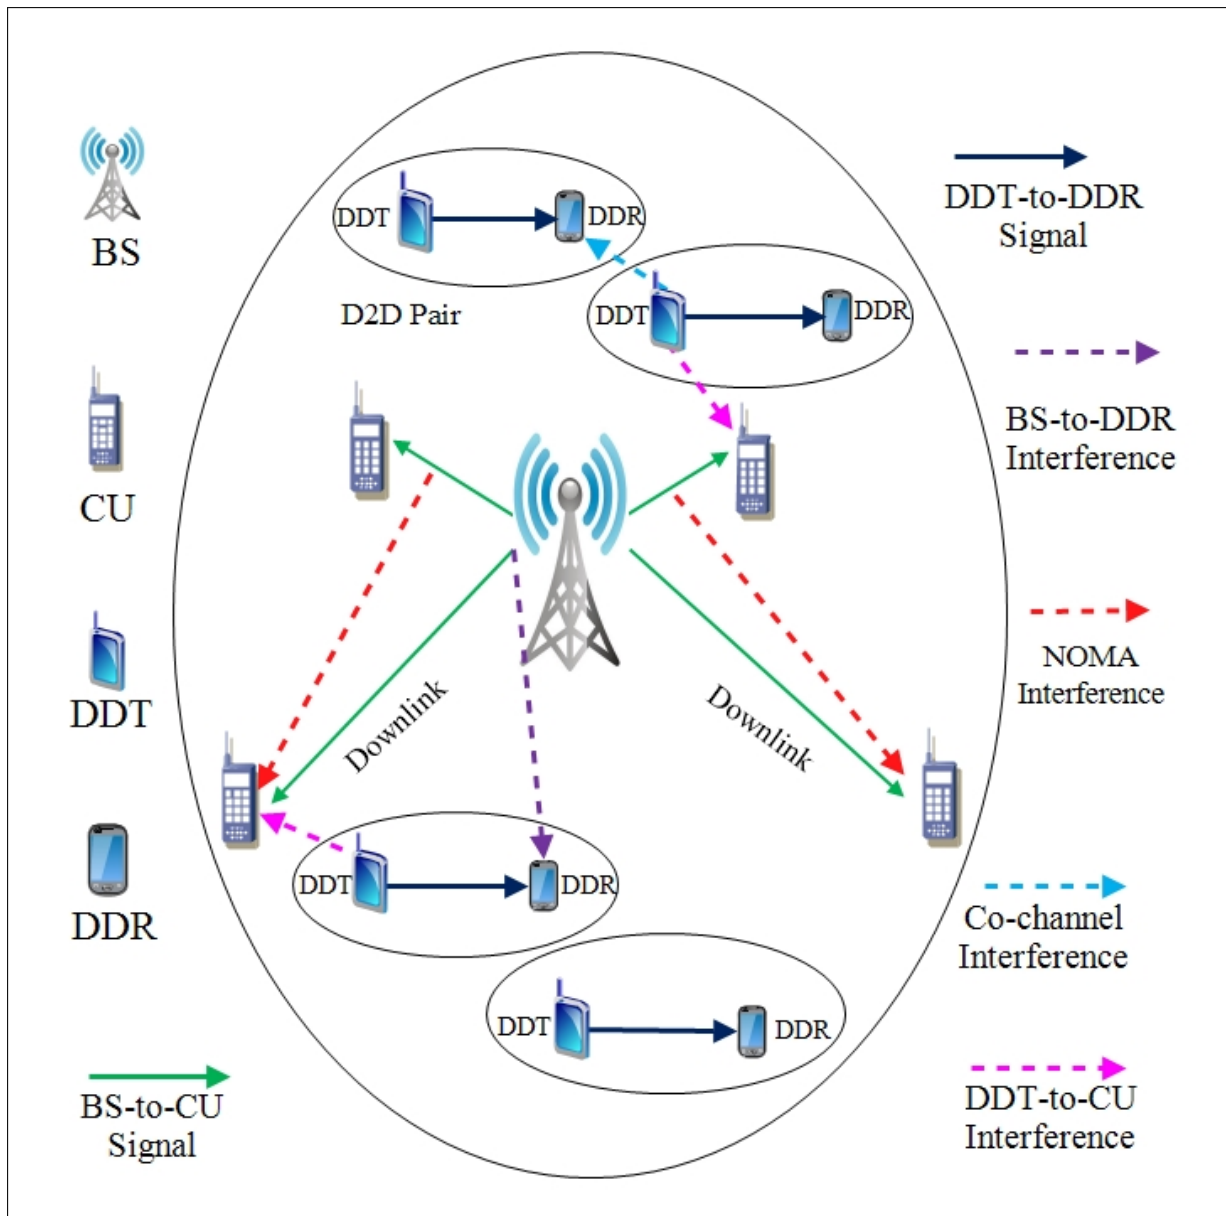 BS
CU
DDT
DDR
BS-to-CU
Signal
DDT
DDR
D2D Pair
DDT
DDR
Downlink
Downlink
DDT
DDR
DDT
DDR
DDT-to-DDR
Signal
BS-to-DDR
Interference
NOMA
Interference
Co-channel
Interference
DDT-to-CU
Interference